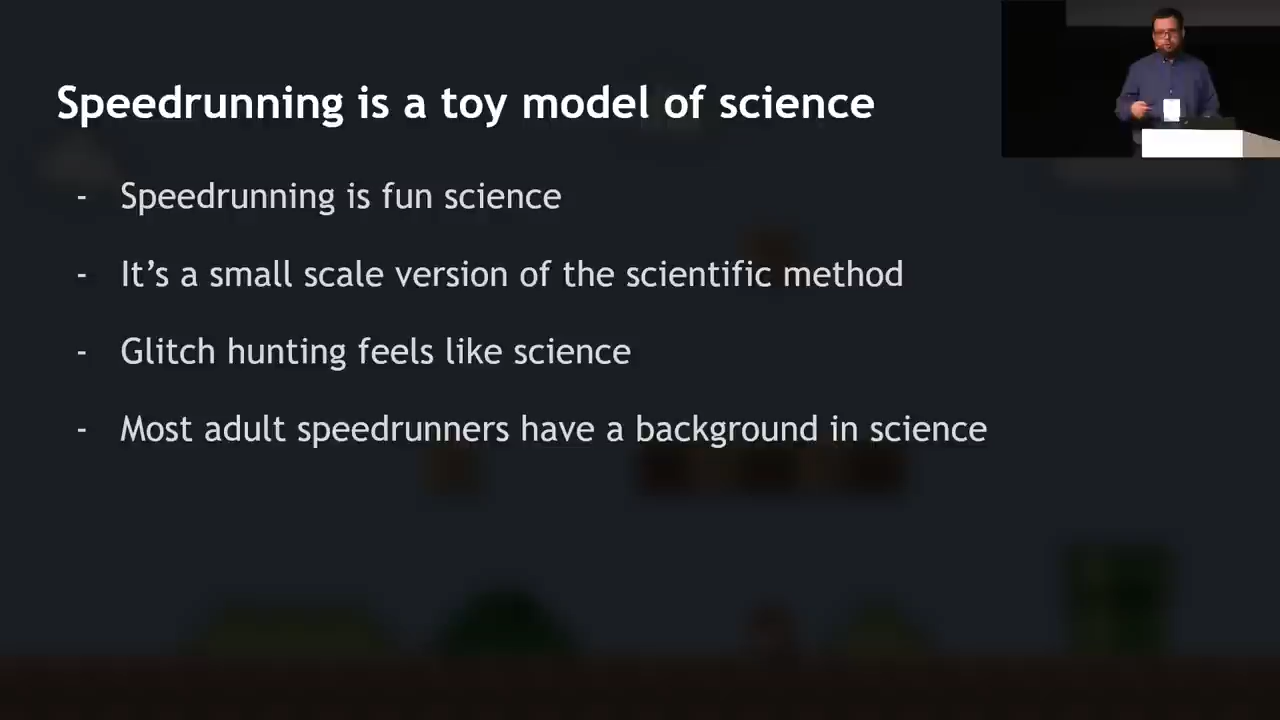 Speedrunning is a toy model of science
- Speedrunning is fun science
- It’s a small scale version of the scientific method
- Glitch hunting feels like science
- Most adult speedrunners have a background in science